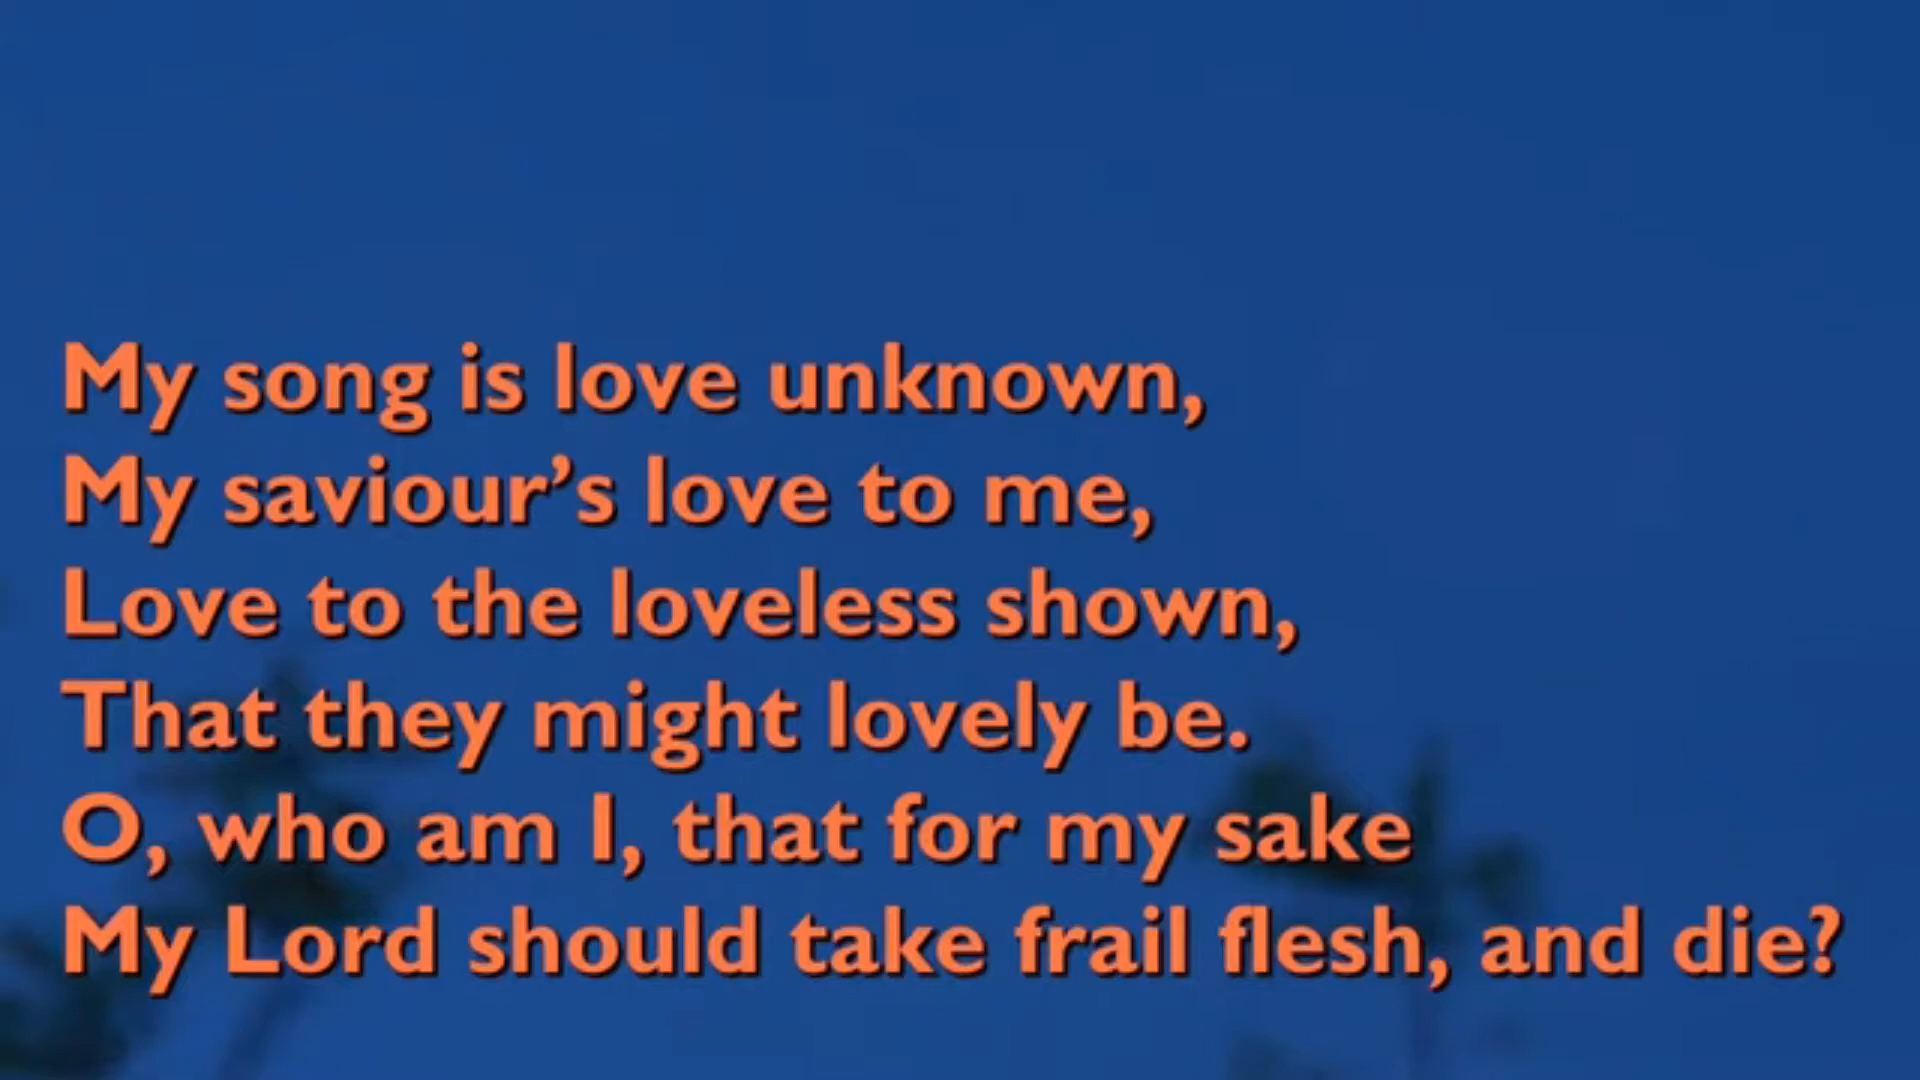 My song is love unknown,
My saviour’s love to me,
Love to the loveless shown,
That they might lovely be.
O, who am I, that for my sake
My Lord should take frail flesh, and die?